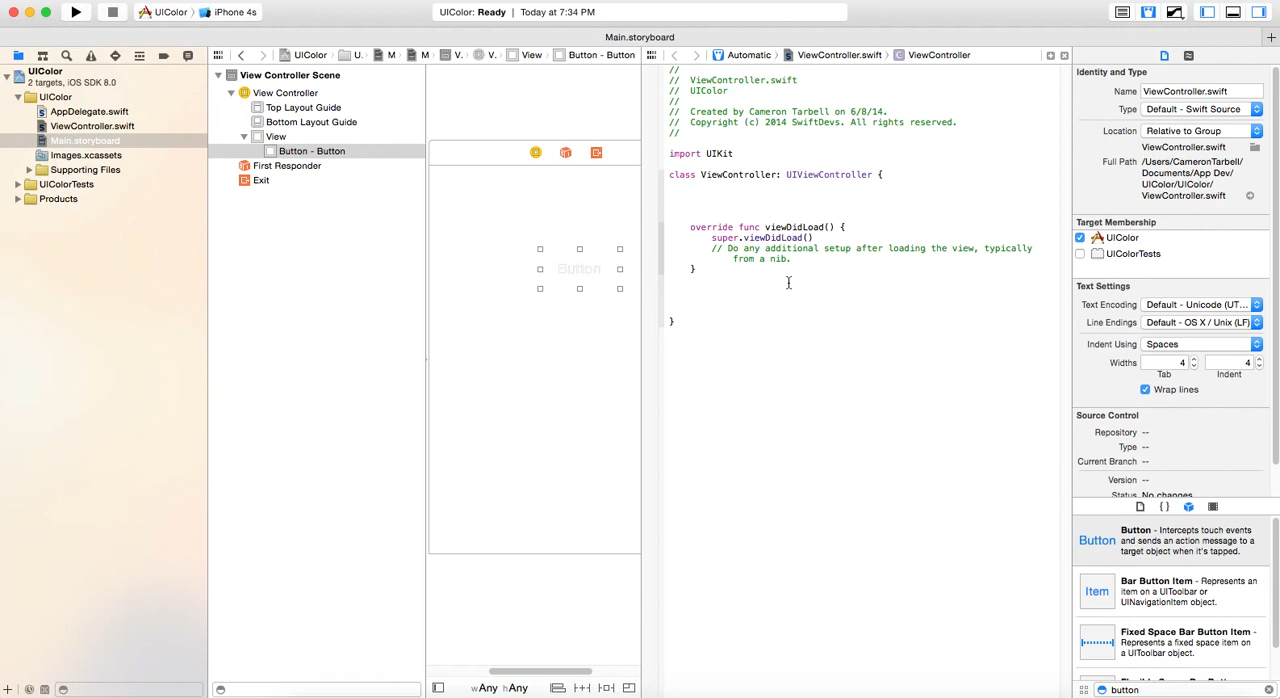 UIColor
iPhone 4s
UIColor: Ready
Today at 7:34 PM
Main.storyboard
UIColor
U.
M
M
V.
V.
View
Button - Button
Automatic
ViewController.swift
ViewController
UIColor
2 targets, iOS SDK 8.0
UIColor
AppDelegate.swift
ViewController.swift
Main.storyboard
Images.xcassets
Supporting Files
UIColorTests
Products
View Controller Scene
View Controller
Top Layout Guide
Bottom Layout Guide
View
Button - Button
First Responder
Exit
Button
wAny hAny
//
// ViewController.swift
// UIColor
//
// Created by Cameron Tarbell on 6/8/14.
// Copyright (c) 2014 SwiftDevs. All rights reserved.
//
import UIKit
class ViewController: UIViewController {
override func viewDidLoad() {
super.viewDidLoad()
// Do any additional setup after loading the view, typically
from a nib.
}
}
Identity and Type
Name ViewController.swift
Type Default - Swift Source
Location Relative to Group
ViewController.swift
Full Path /Users/CameronTarbell/
Documents/App Dev/
UIColor/UIColor/
ViewController.swift
Target Membership
UIColor
UIColorTests
Text Settings
Text Encoding Default - Unicode (UT...
Line Endings Default - OS X / Unix (LF)
Indent Using Spaces
Widths 4 4
Tab Indent
Wrap lines
Source Control
Repository --
Type --
Current Branch --
Version --
Status No changes
{ }
Button
Button - Intercepts touch events
and sends an action message to a
target object when it's tapped.
Item
Bar Button Item - Represents an
item on a UIToolbar or
UINavigationItem object.
Fixed Space Bar Button Item -
Represents a fixed space item on
a UIToolbar object.
button